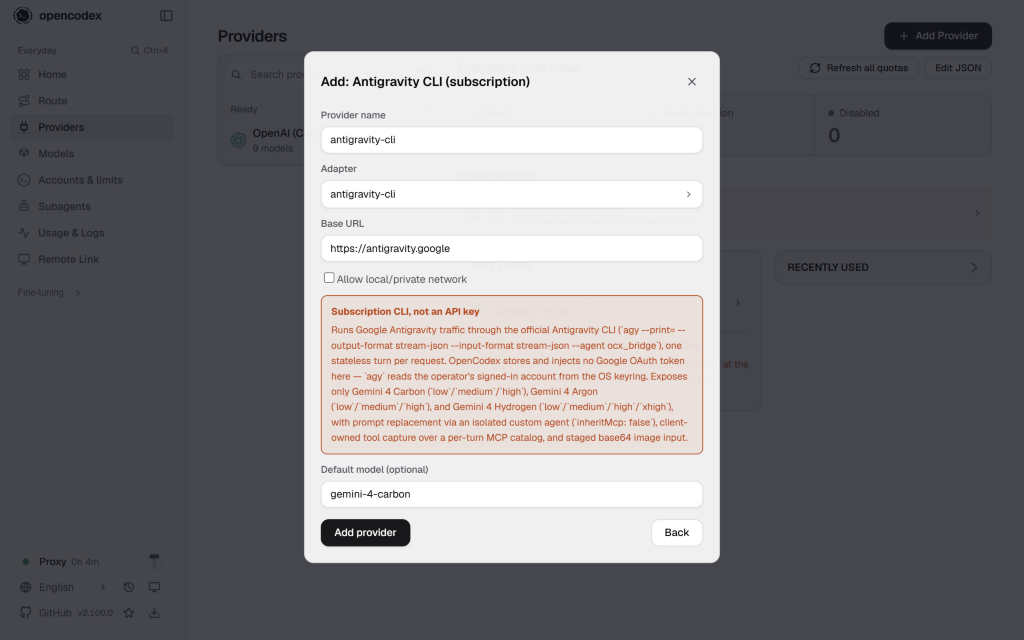 opencodex
Everyday
Ctrl+K
Home
Route
Providers
Models
Accounts & limits
Subagents
Usage & Logs
Remote Link
Fine-tuning
Proxy 0h 4m
English
GitHub v2.100.0
Providers
Add Provider
Search prov
Refresh all quotas
Edit JSON
Ready
OpenAI (C
9 models
Disabled
0
RECENTLY USED
at the
Add: Antigravity CLI (subscription)
Provider name
antigravity-cli
Adapter
antigravity-cli
Base URL
https://antigravity.google
Allow local/private network
Subscription CLI, not an API key
Runs Google Antigravity traffic through the official Antigravity CLI (`agy --print= --
output-format stream-json --input-format stream-json --agent ocx_bridge`), one
stateless turn per request. OpenCodex stores and injects no Google OAuth token
here — `agy` reads the operator's signed-in account from the OS keyring. Exposes
only Gemini 4 Carbon (`low`/`medium`/`high`), Gemini 4 Argon
(`low`/`medium`/`high`), and Gemini 4 Hydrogen (`low`/`medium`/`high`/`xhigh`),
with prompt replacement via an isolated custom agent (`inheritMcp: false`), client-
owned tool capture over a per-turn MCP catalog, and staged base64 image input.
Default model (optional)
gemini-4-carbon
Add provider
Back